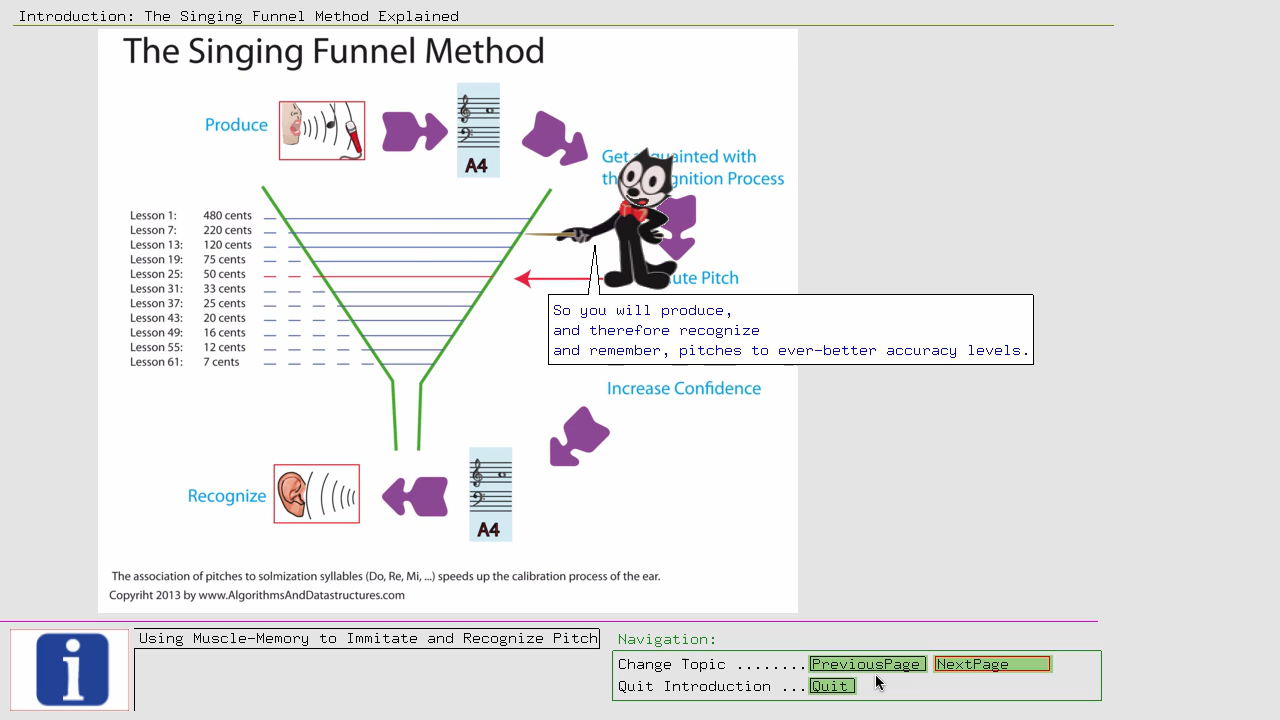 Introduction: The Singing Funnel Method Explained
The Singing Funnel Method
Produce
A4
Get with
the Process
Lesson 1: 480 cents
Lesson 7: 220 cents
Lesson 13: 120 cents
Lesson 19: 75 cents
Lesson 25: 50 cents
Lesson 31: 33 cents
Lesson 37: 25 cents
Lesson 43: 20 cents
Lesson 49: 16 cents
Lesson 55: 12 cents
Lesson 61: 7 cents
Pitch
So you will produce,
and therefore recognize
and remember, pitches to ever-better accuracy levels.
Increase Confidence
Recognize
A4
The association of pitches to solmization syllables (Do, Re, Mi, ...) speeds up the calibration process of the ear.
Copyriht 2013 by www.AlgorithmsAndDatastructures.com
Using Muscle-Memory to Immitate and Recognize Pitch
Navigation:
Change Topic ........ PreviousPage NextPage
Quit Introduction ... Quit